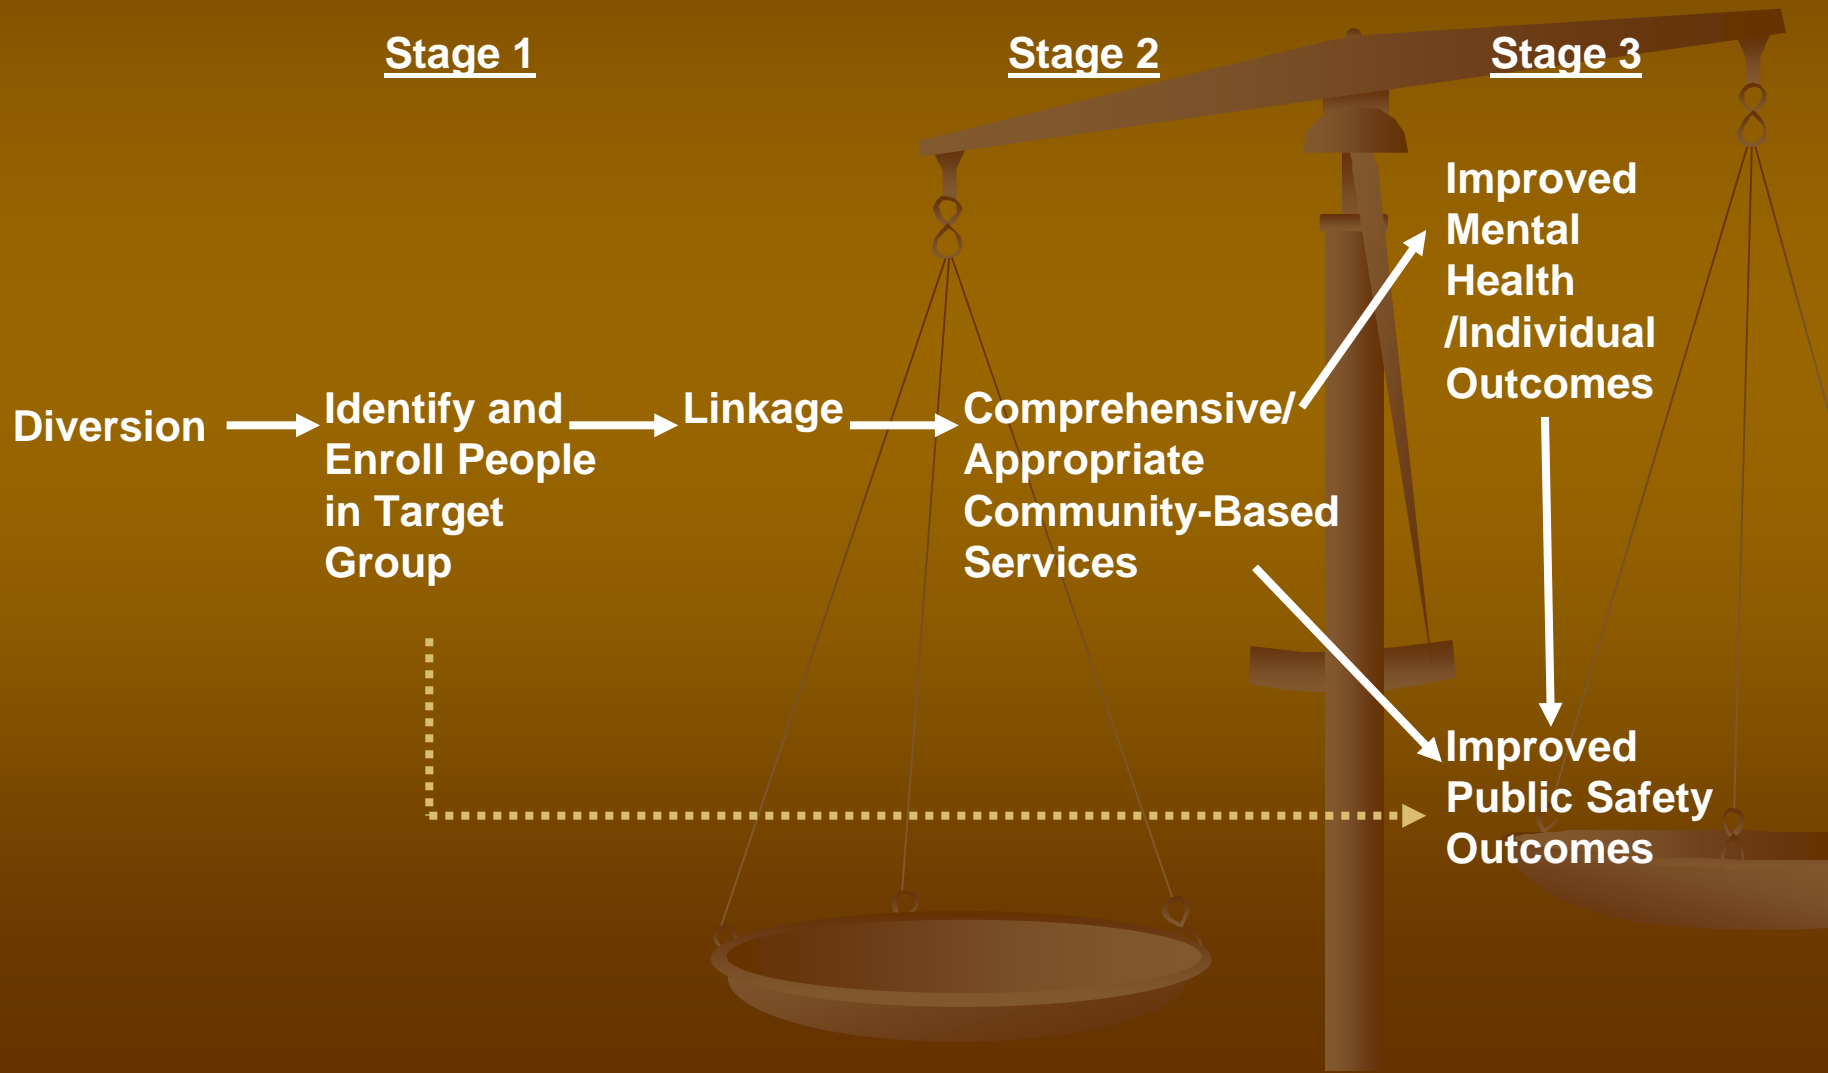 Stage 1
Stage 2
Stage 3
Diversion
Identify and
Enroll People
in Target
Group
Linkage
Comprehensive/
Appropriate
Community-Based
Services
Improved
Mental
Health
/Individual
Outcomes
Improved
Public Safety
Outcomes